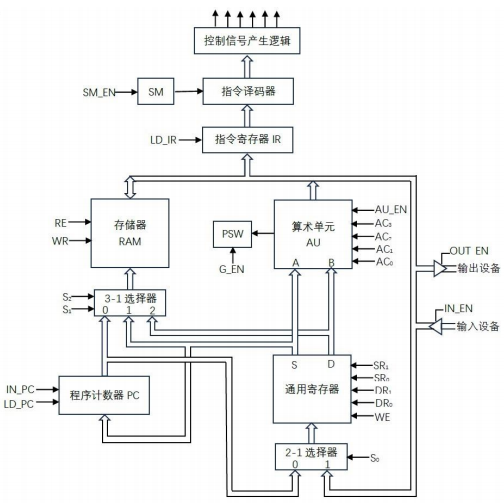 控制信号产生逻辑
SM_EN
SM
指令译码器
LD_IR
指令寄存器 IR
RE
WR
存储器
RAM
PSW
G_EN
算术单元
AU
A B
AU_EN
AC₃
AC₂
AC₁
AC₀
OUT_EN
输出设备
IN_EN
输入设备
S₂
S₁
3-1 选择器
0 1 2
IN_PC
LD_PC
程序计数器 PC
S D
通用寄存器
SR₁
SR₀
DR₁
DR₀
WE
2-1 选择器
0 1
S₀